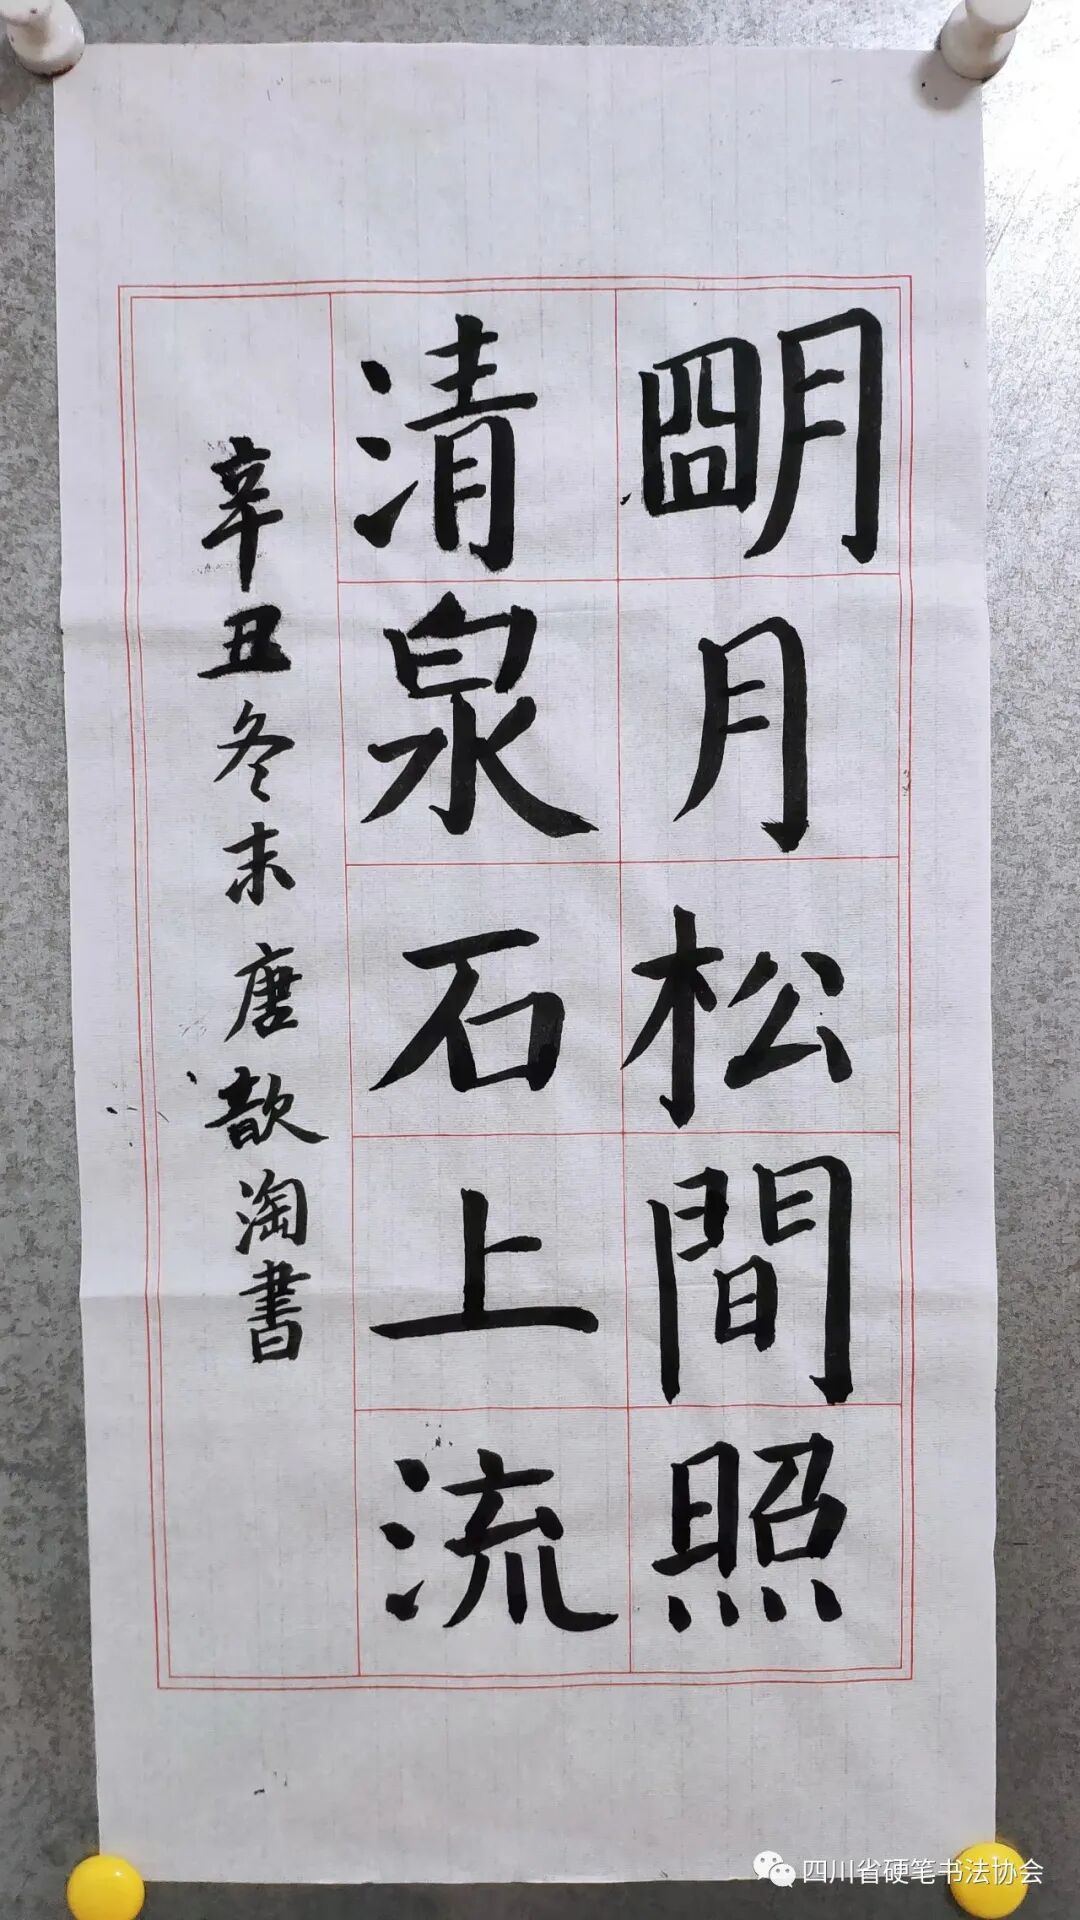 朙月松間照
清泉石上流
辛丑冬末唐歆淘書
四川省硬笔书法协会